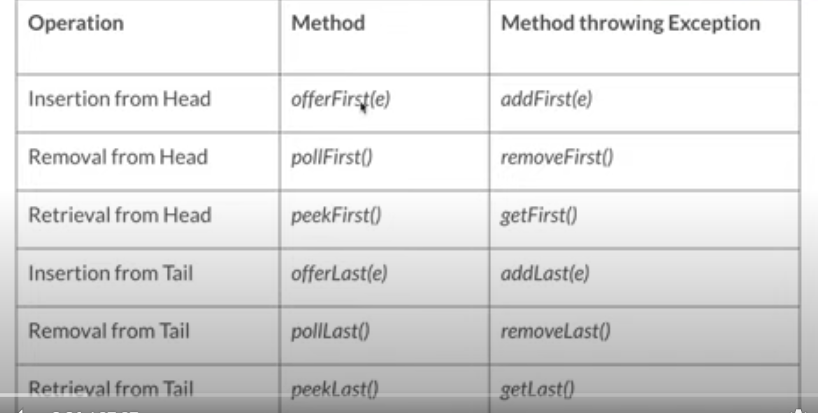 Operation Method Method throwing Exception
Insertion from Head offerFirst(e) addFirst(e)
Removal from Head pollFirst() removeFirst()
Retrieval from Head peekFirst() getFirst()
Insertion from Tail offerLast(e) addLast(e)
Removal from Tail pollLast() removeLast()
Retrieval from Tail peekLast() getLast()